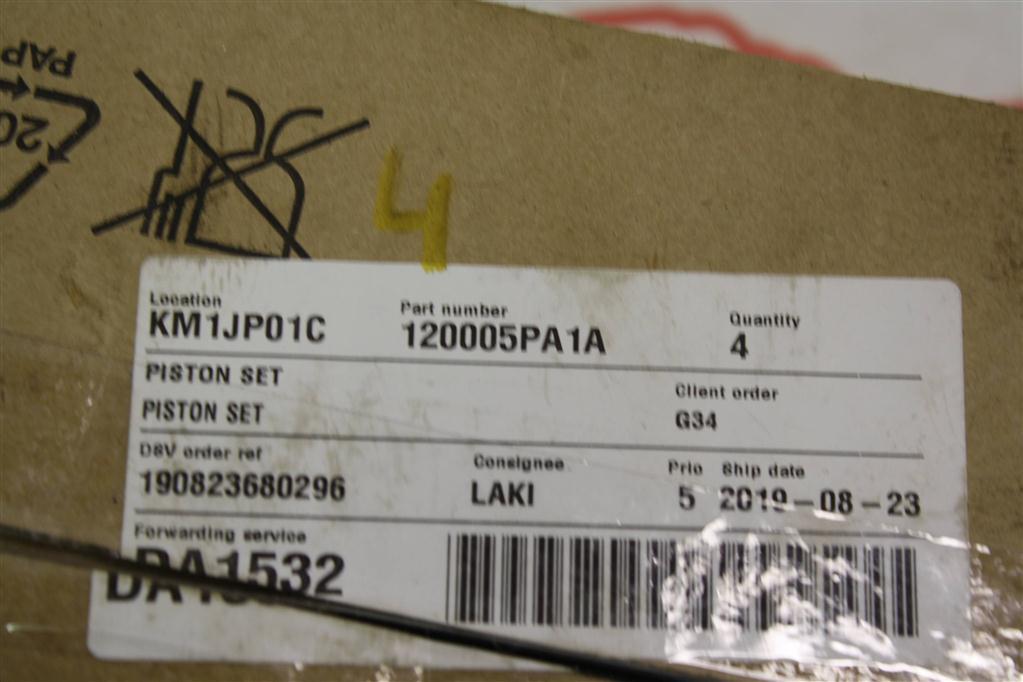 PAP
20
4
Location Part number Quantity
KM1JP01C 120005PA1A 4
PISTON SET
Client order
PISTON SET G34
DSV order ref Consignee Prio Ship date
190823680296 LAKI 5 2019-08-23
Forwarding service
DA1532